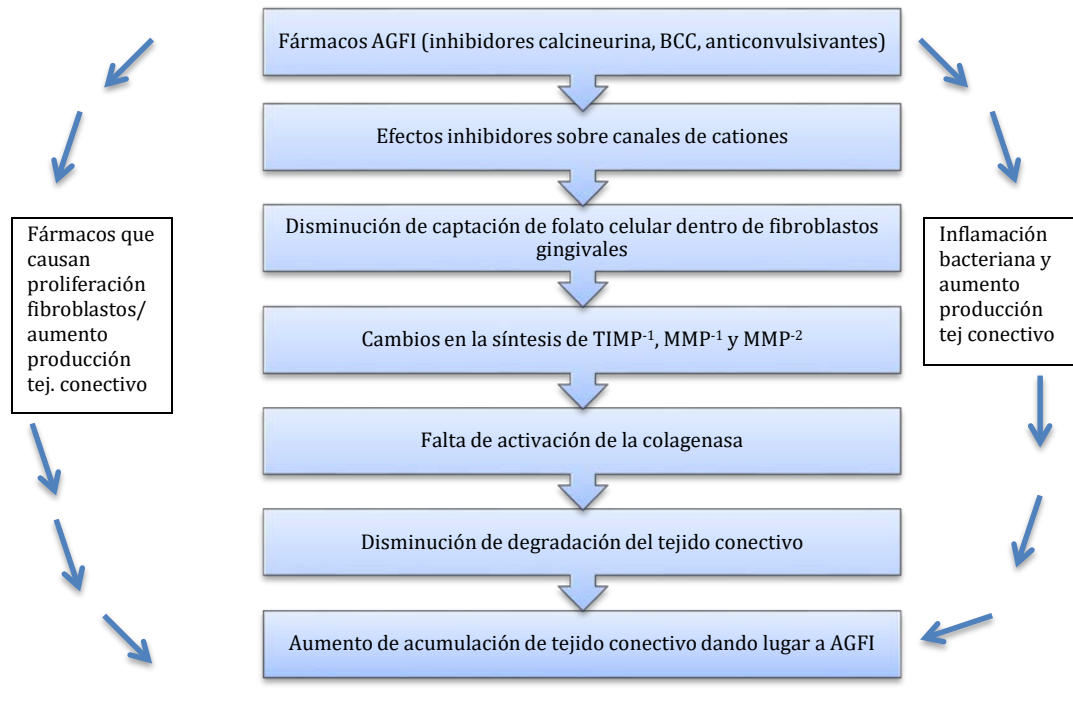 Fármacos AGFI (inhibidores calcineurina, BCC, anticonvulsivantes)
Efectos inhibidores sobre canales de cationes
Disminución de captación de folato celular dentro de fibroblastos
gingivales
Cambios en la síntesis de TIMP⁻¹, MMP⁻¹ y MMP⁻²
Falta de activación de la colagenasa
Disminución de degradación del tejido conectivo
Aumento de acumulación de tejido conectivo dando lugar a AGFI
Fármacos que
causan
proliferación
fibroblastos/
aumento
producción
tej. conectivo
Inflamación
bacteriana y
aumento
producción
tej conectivo